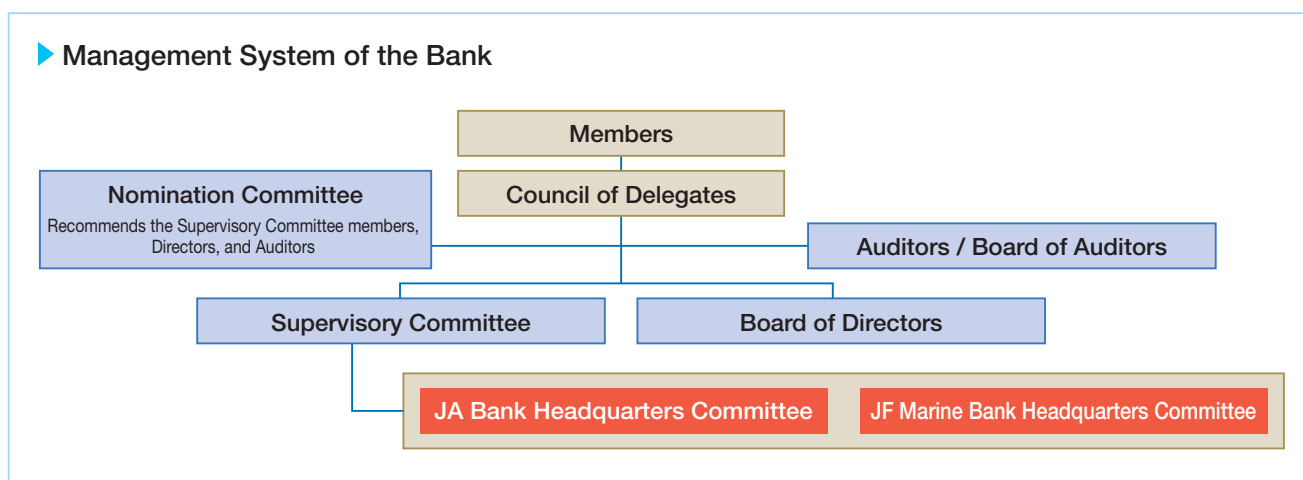 Management System of the Bank
Members
Council of Delegates
Nomination Committee
Recommends the Supervisory Committee members,
Directors, and Auditors
Auditors / Board of Auditors
Supervisory Committee
Board of Directors
JA Bank Headquarters Committee
JF Marine Bank Headquarters Committee